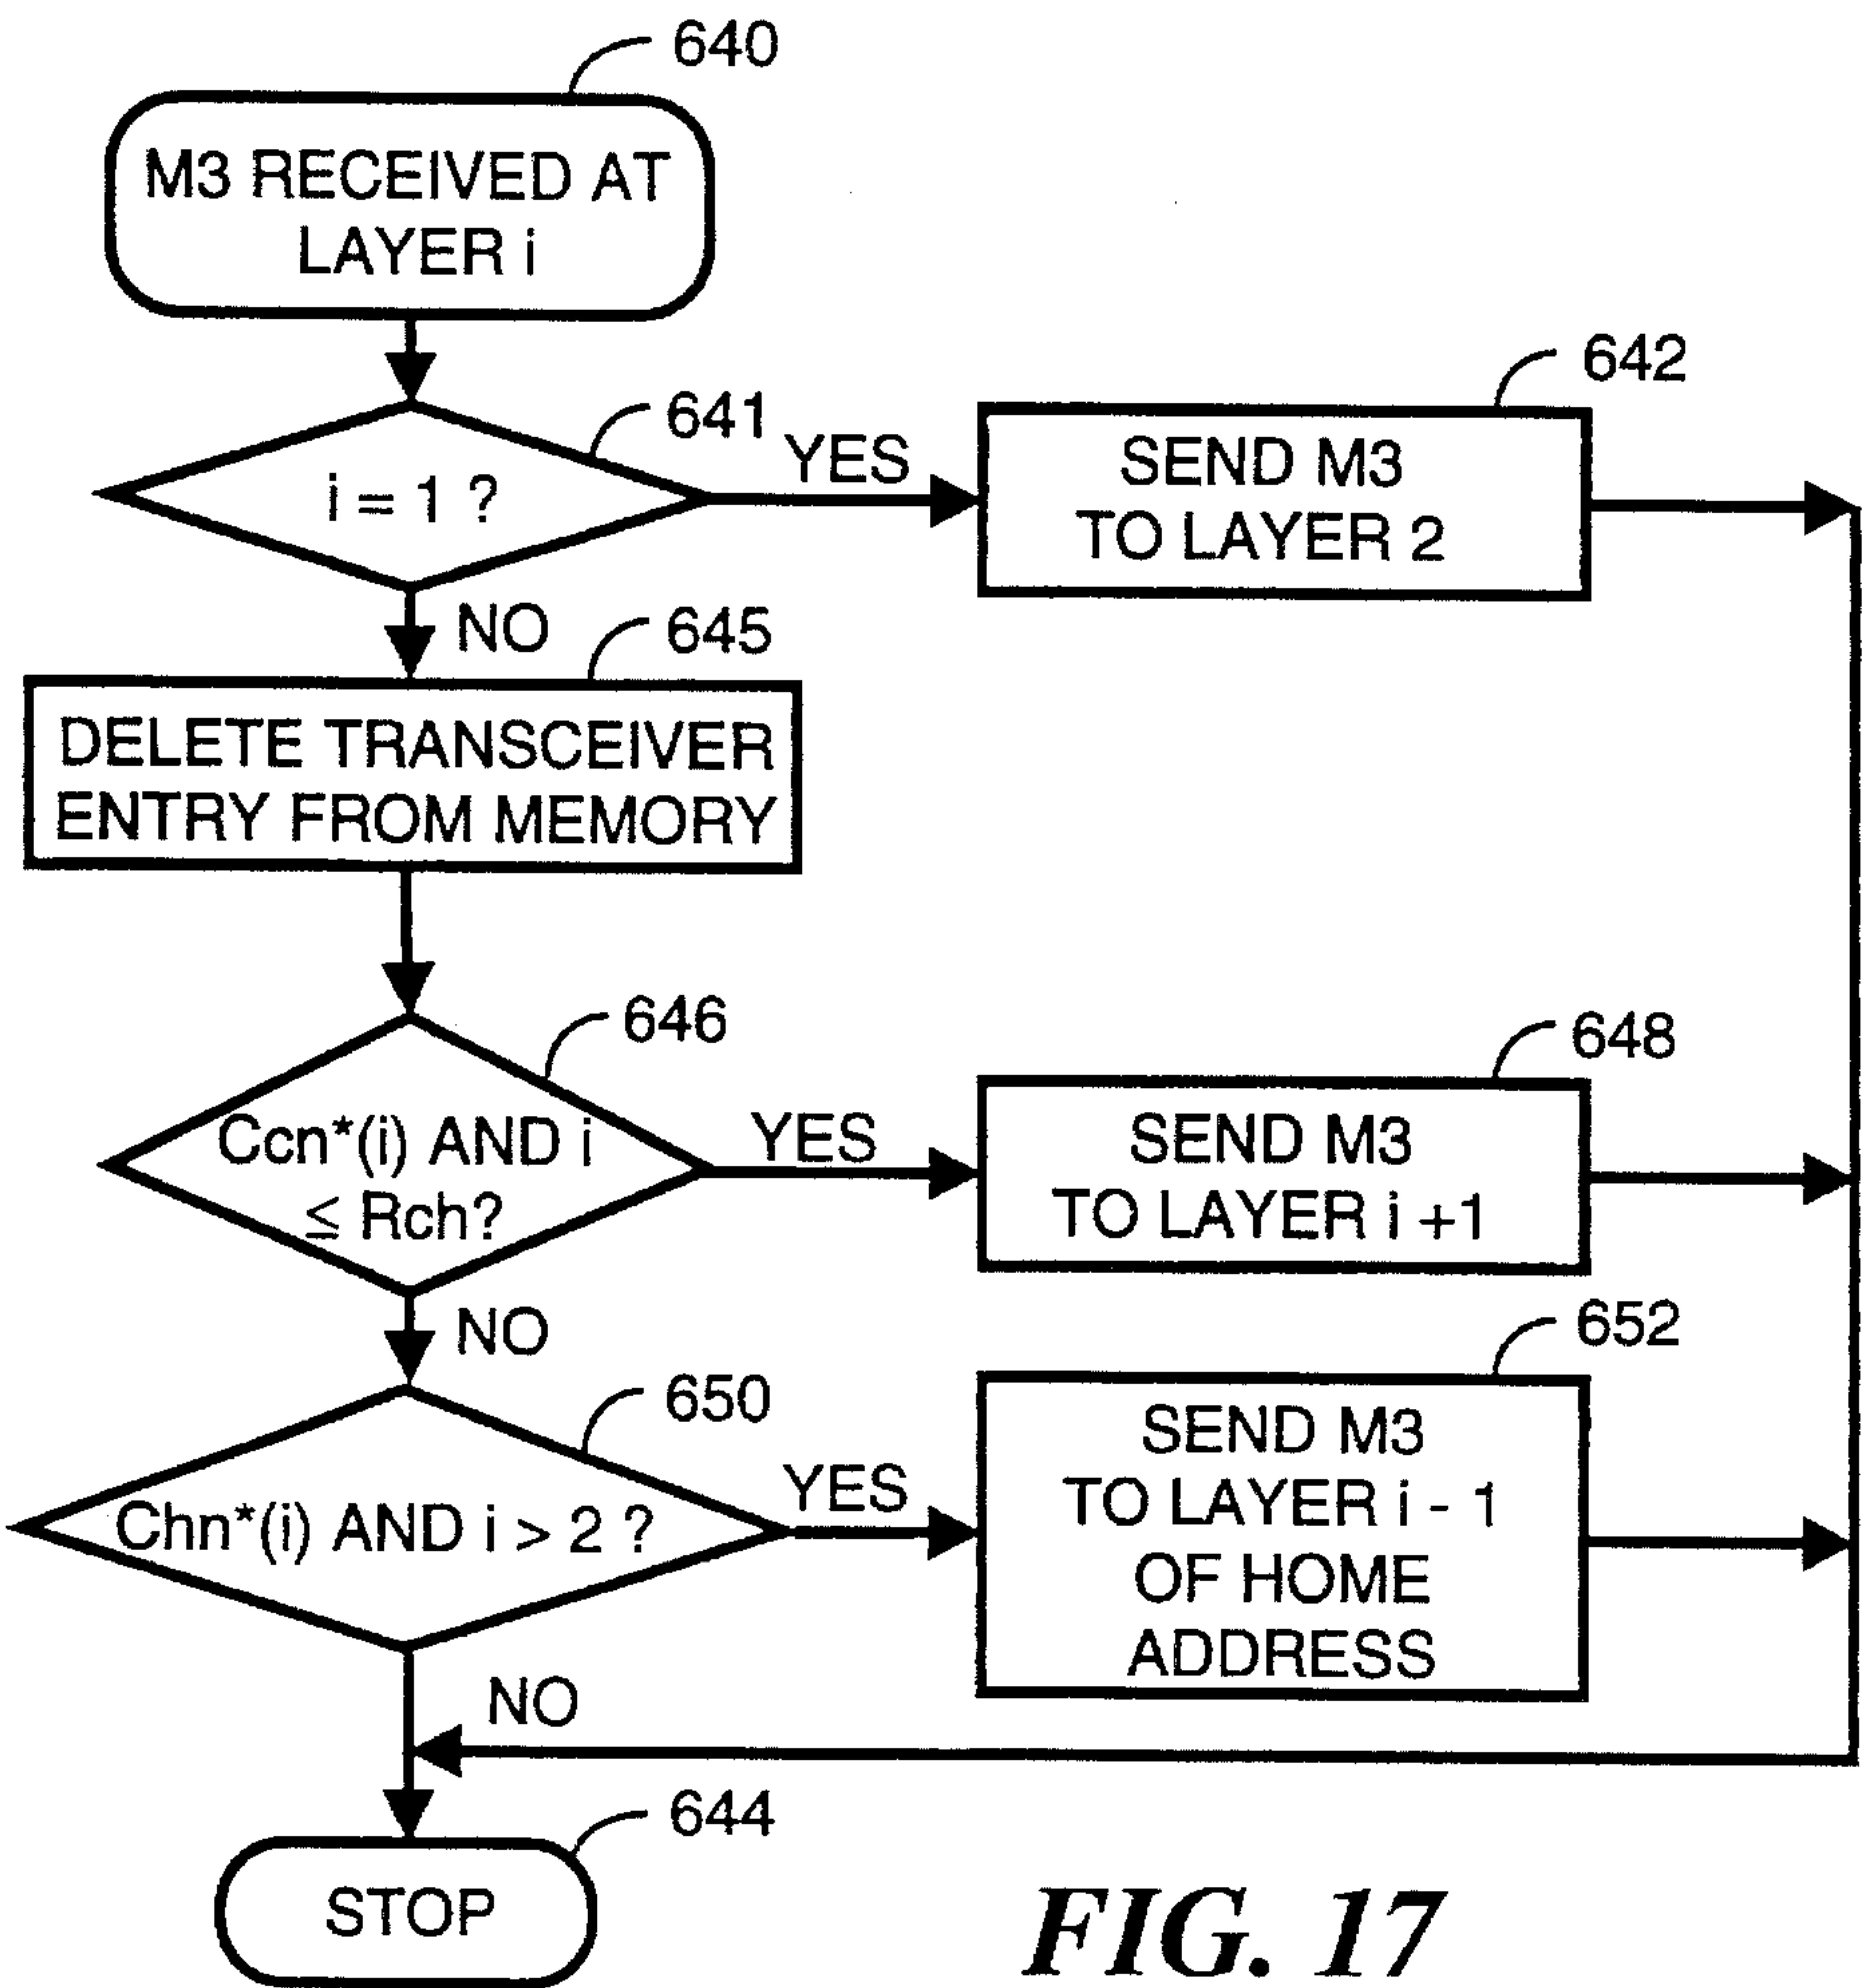 640
M3 RECEIVED AT
LAYER i
641
i = 1 ?
YES
642
SEND M3
TO LAYER 2
NO
645
DELETE TRANSCEIVER
ENTRY FROM MEMORY
646
Ccn*(i) AND i
≤ Rch?
YES
648
SEND M3
TO LAYER i +1
NO
650
Chn*(i) AND i > 2 ?
YES
652
SEND M3
TO LAYER i - 1
OF HOME
ADDRESS
NO
644
STOP
FIG. 17